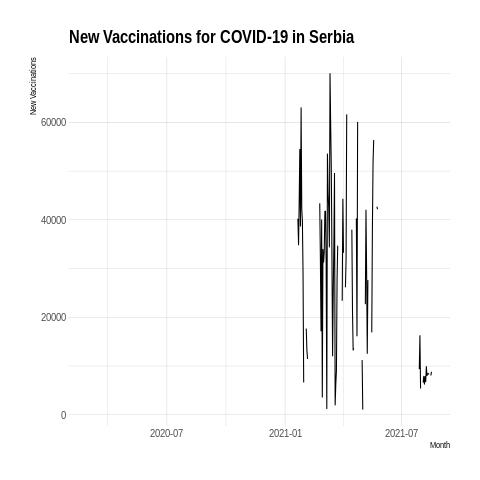 New Vaccinations for COVID-19 in Serbia
New Vaccinations
60000
40000
20000
0
2020-07
2021-01
2021-07
Month